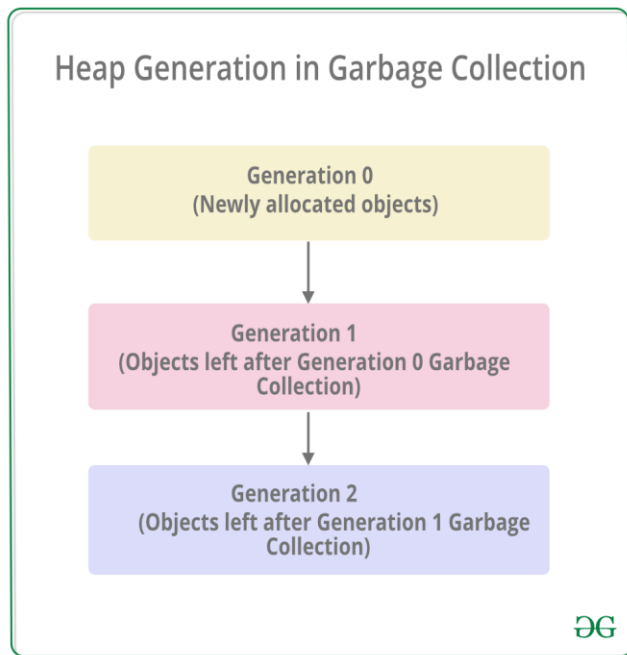 Heap Generation in Garbage Collection
Generation 0
(Newly allocated objects)
Generation 1
(Objects left after Generation 0 Garbage
Collection)
Generation 2
(Objects left after Generation 1 Garbage
Collection)